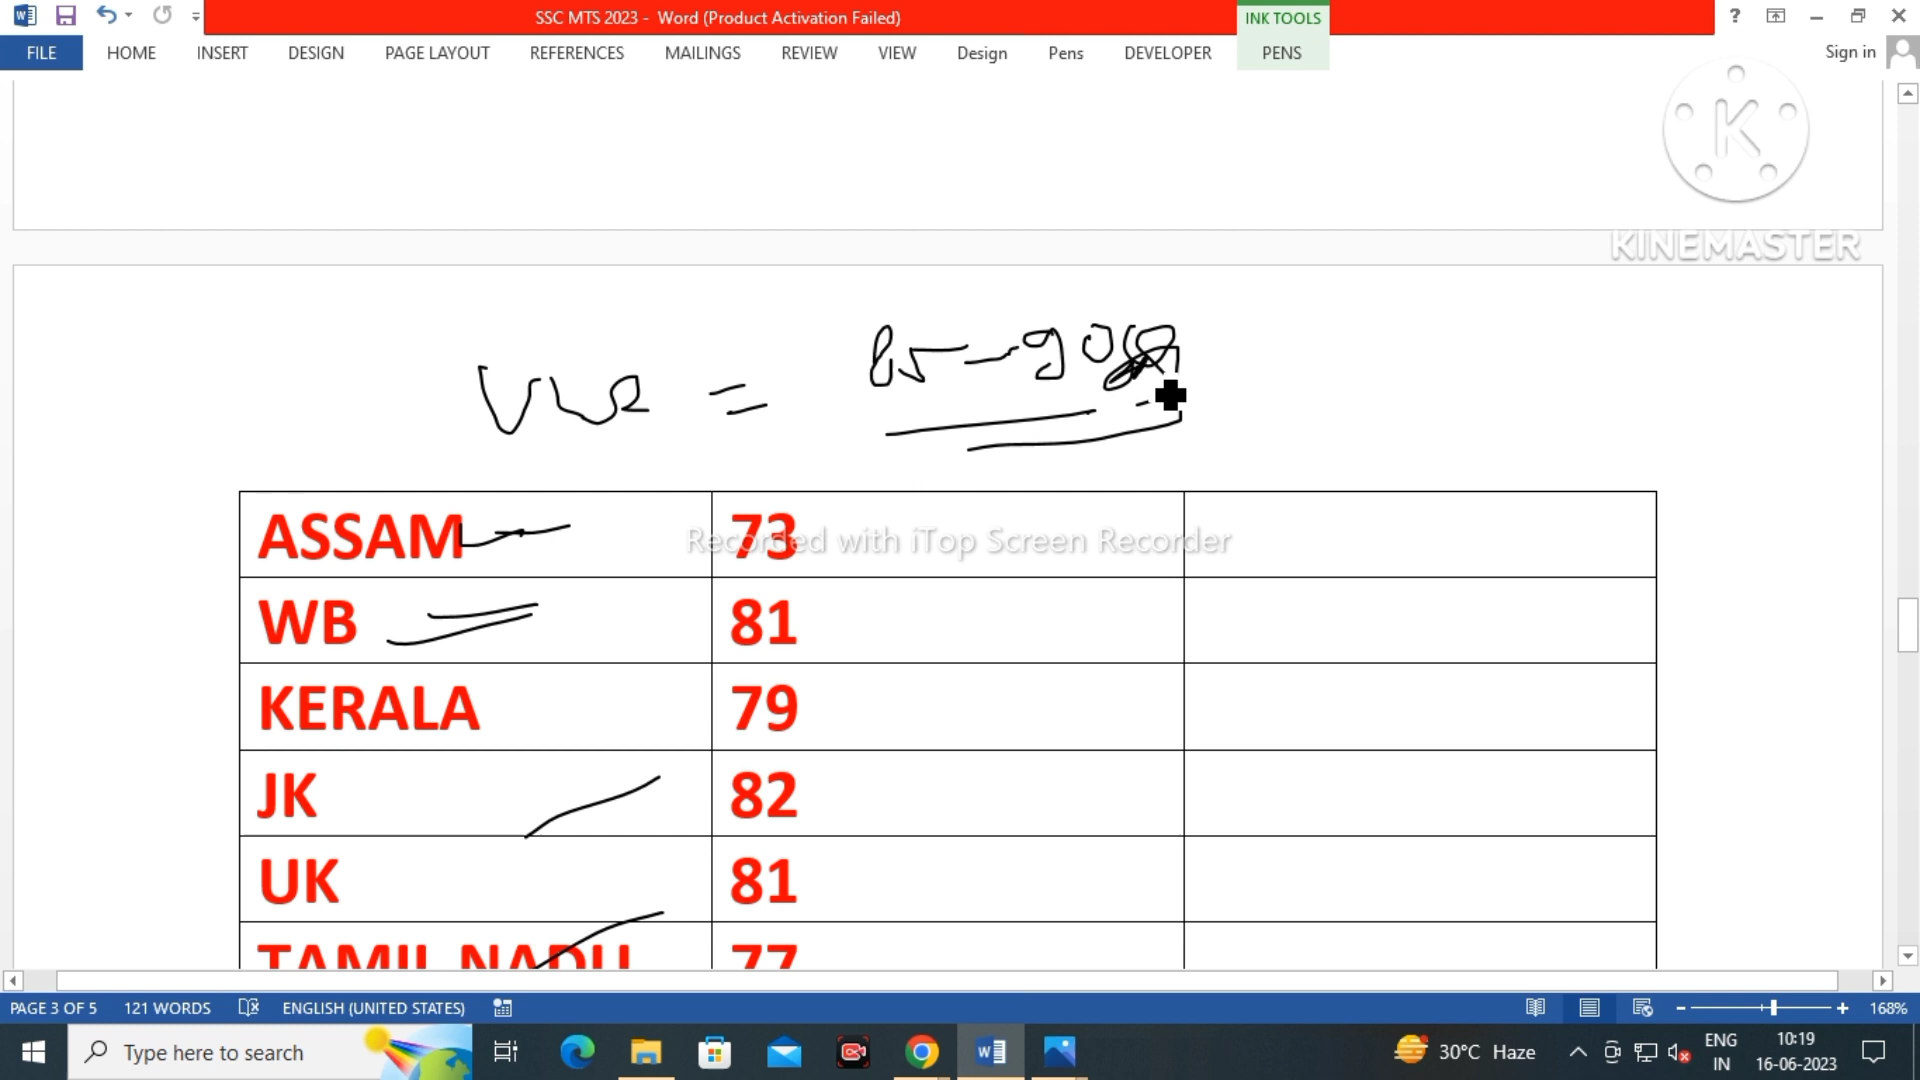 SSC MTS 2023 - Word (Product Activation Failed)
INK TOOLS
?
FILE HOME INSERT DESIGN PAGE LAYOUT REFERENCES MAILINGS REVIEW VIEW Design Pens DEVELOPER PENS
Sign in
K
KINEMASTER
= 85-90
ASSAM 73
Recorded with iTop Screen Recorder
WB 81
KERALA 79
JK 82
UK 81
TAMIL NADU 77
PAGE 3 OF 5 121 WORDS ENGLISH (UNITED STATES) 168%
Type here to search
30°C Haze
ENG
IN
10:19
16-06-2023